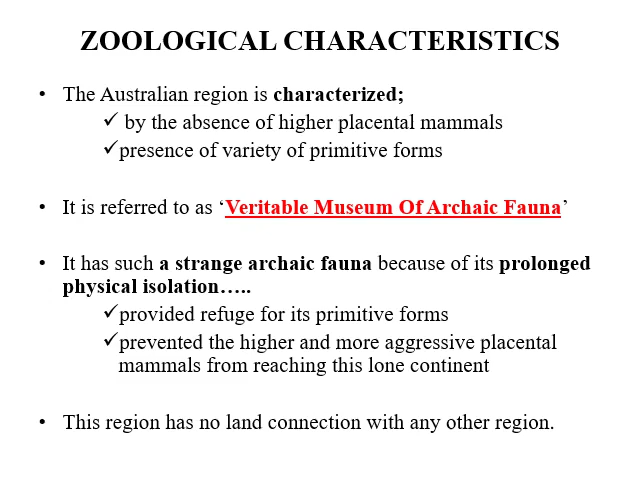 ZOOLOGICAL CHARACTERISTICS
• The Australian region is characterized;
✓ by the absence of higher placental mammals
✓presence of variety of primitive forms
• It is referred to as ‘Veritable Museum Of Archaic Fauna’
• It has such a strange archaic fauna because of its prolonged
physical isolation…..
✓provided refuge for its primitive forms
✓prevented the higher and more aggressive placental
mammals from reaching this lone continent
• This region has no land connection with any other region.